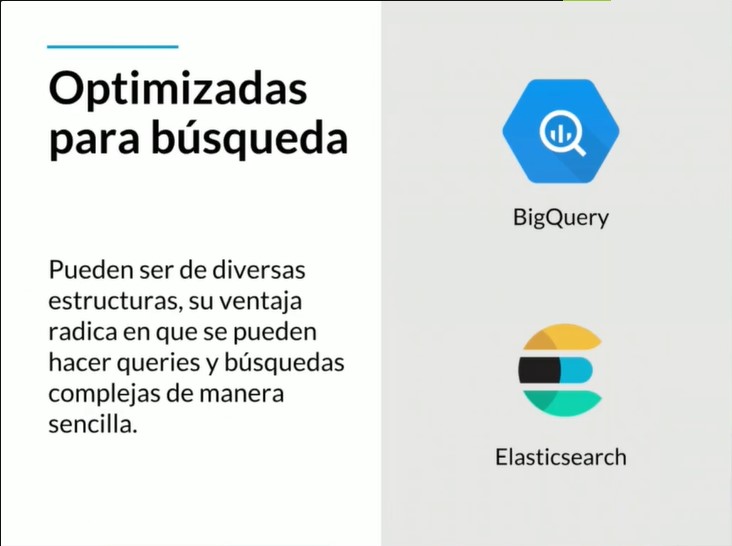 Optimizadas
para búsqueda
Pueden ser de diversas
estructuras, su ventaja
radica en que se pueden
hacer queries y búsquedas
complejas de manera
sencilla.
BigQuery
Elasticsearch